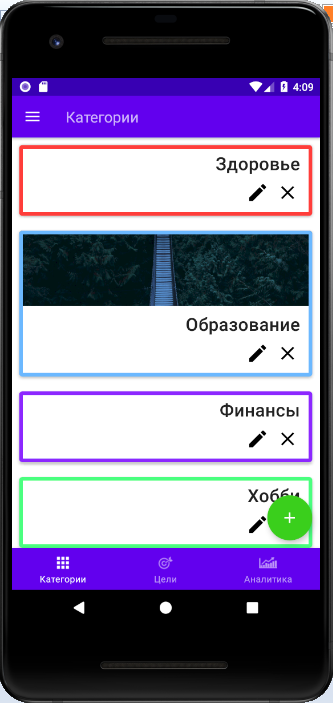 4:09
Категории
Здоровье
Образование
Финансы
Хобби
Категории Цели Аналитика